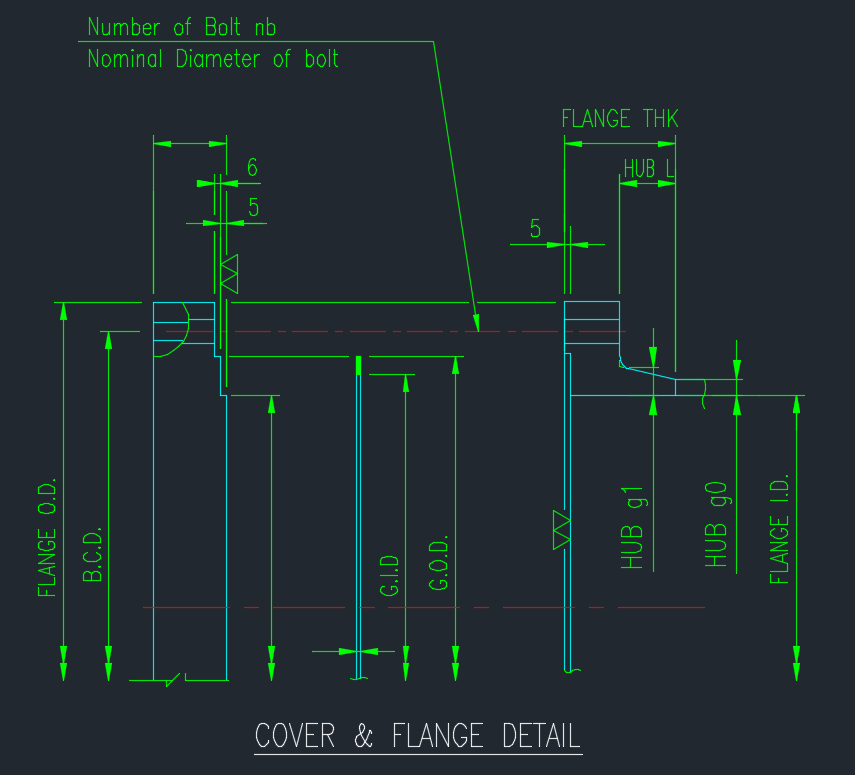 Number of Bolt nb
Nominal Diameter of bolt
FLANGE THK
HUB L
6
5
5
FLANGE O.D.
B.C.D.
G.I.D
G.O.D.
HUB g1
HUB g0
FLANGE I.D.
COVER & FLANGE DETAIL